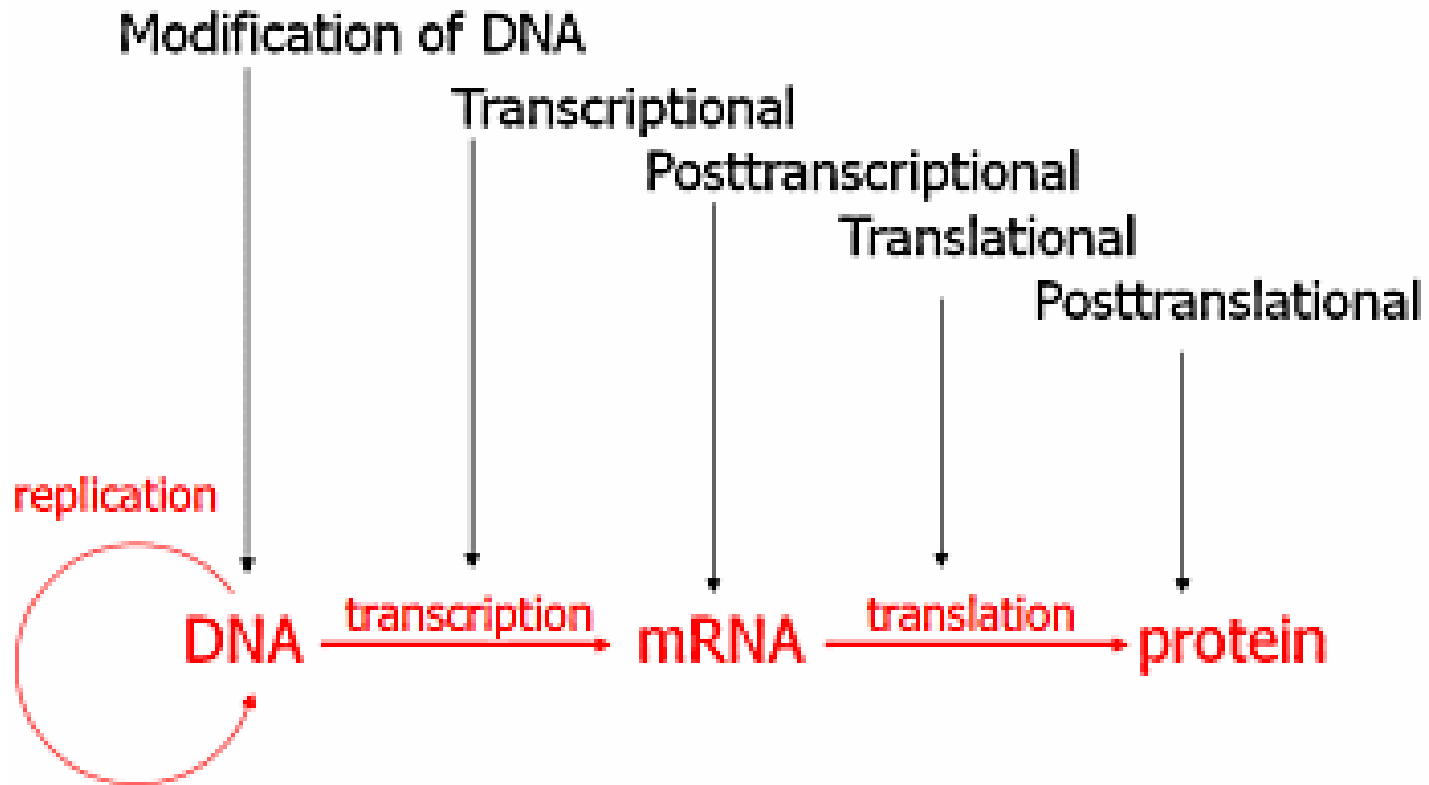 Modification of DNA
Transcriptional
Posttranscriptional
Translational
Posttranslational
replication
transcription
translation
DNA
mRNA
protein